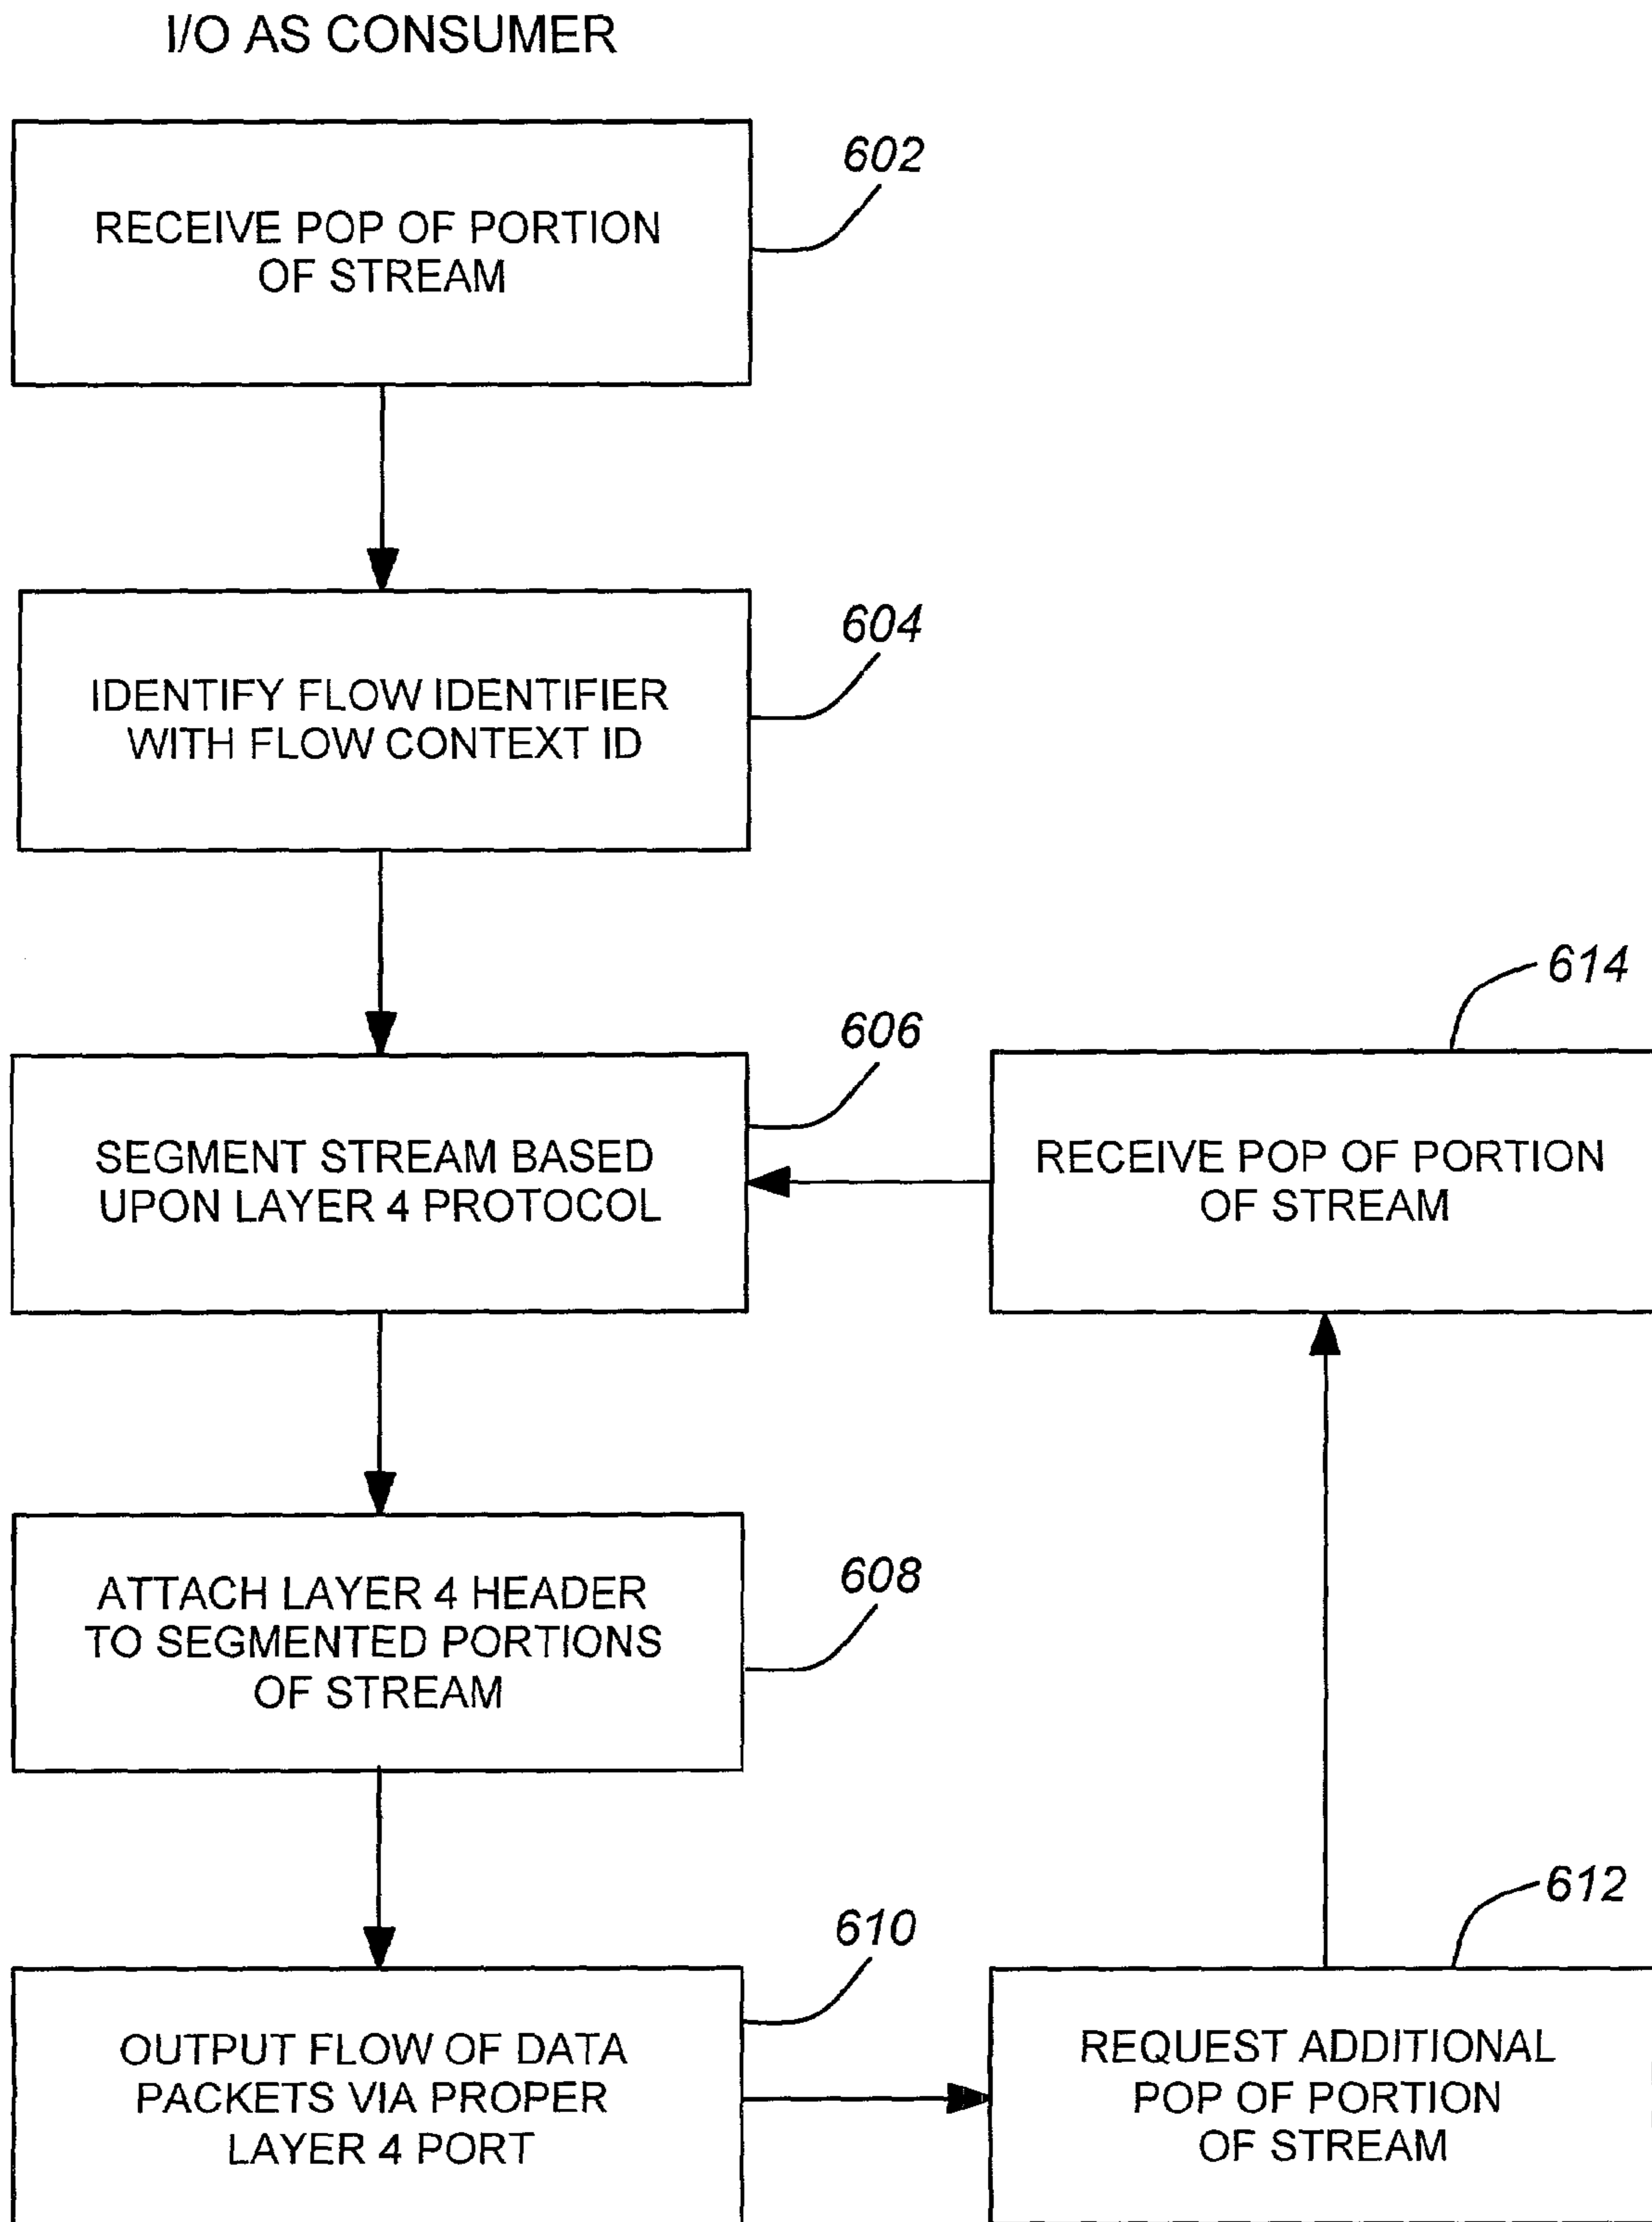 I/O AS CONSUMER
602
RECEIVE POP OF PORTION
OF STREAM
604
IDENTIFY FLOW IDENTIFIER
WITH FLOW CONTEXT ID
614
606
SEGMENT STREAM BASED
UPON LAYER 4 PROTOCOL
RECEIVE POP OF PORTION
OF STREAM
608
ATTACH LAYER 4 HEADER
TO SEGMENTED PORTIONS
OF STREAM
612
610
OUTPUT FLOW OF DATA
PACKETS VIA PROPER
LAYER 4 PORT
REQUEST ADDITIONAL
POP OF PORTION
OF STREAM